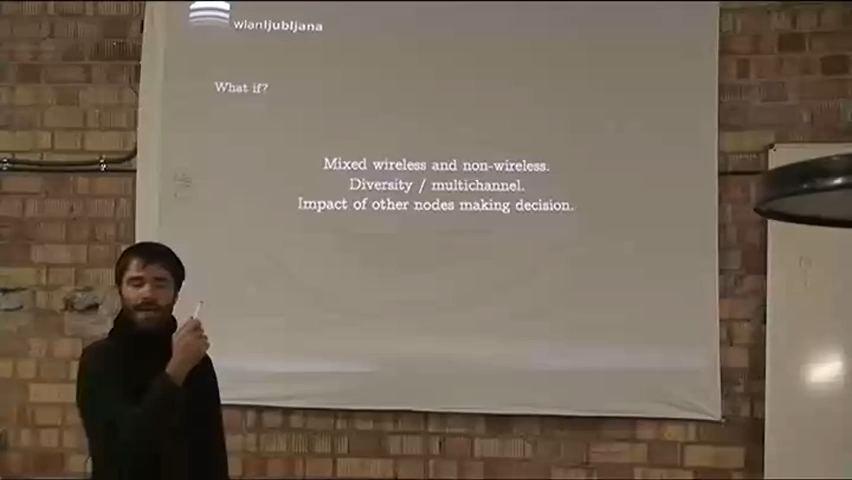 wlanljubljana
What if?
Mixed wireless and non-wireless.
Diversity / multichannel.
Impact of other nodes making decision.